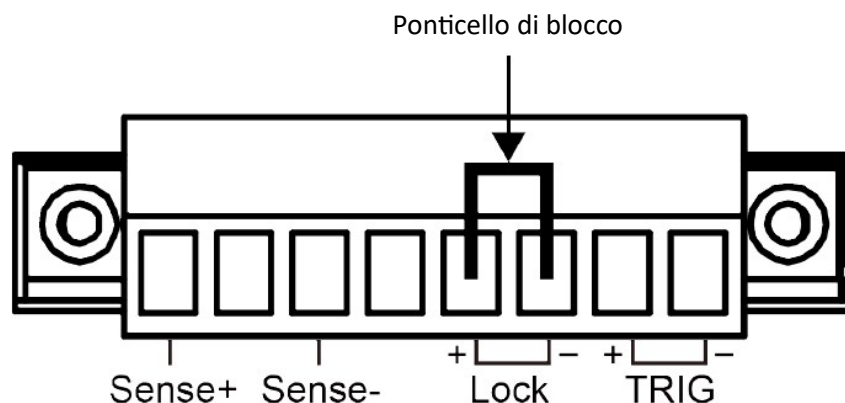 Ponticello di blocco
+ − + −
Sense+ Sense- Lock TRIG